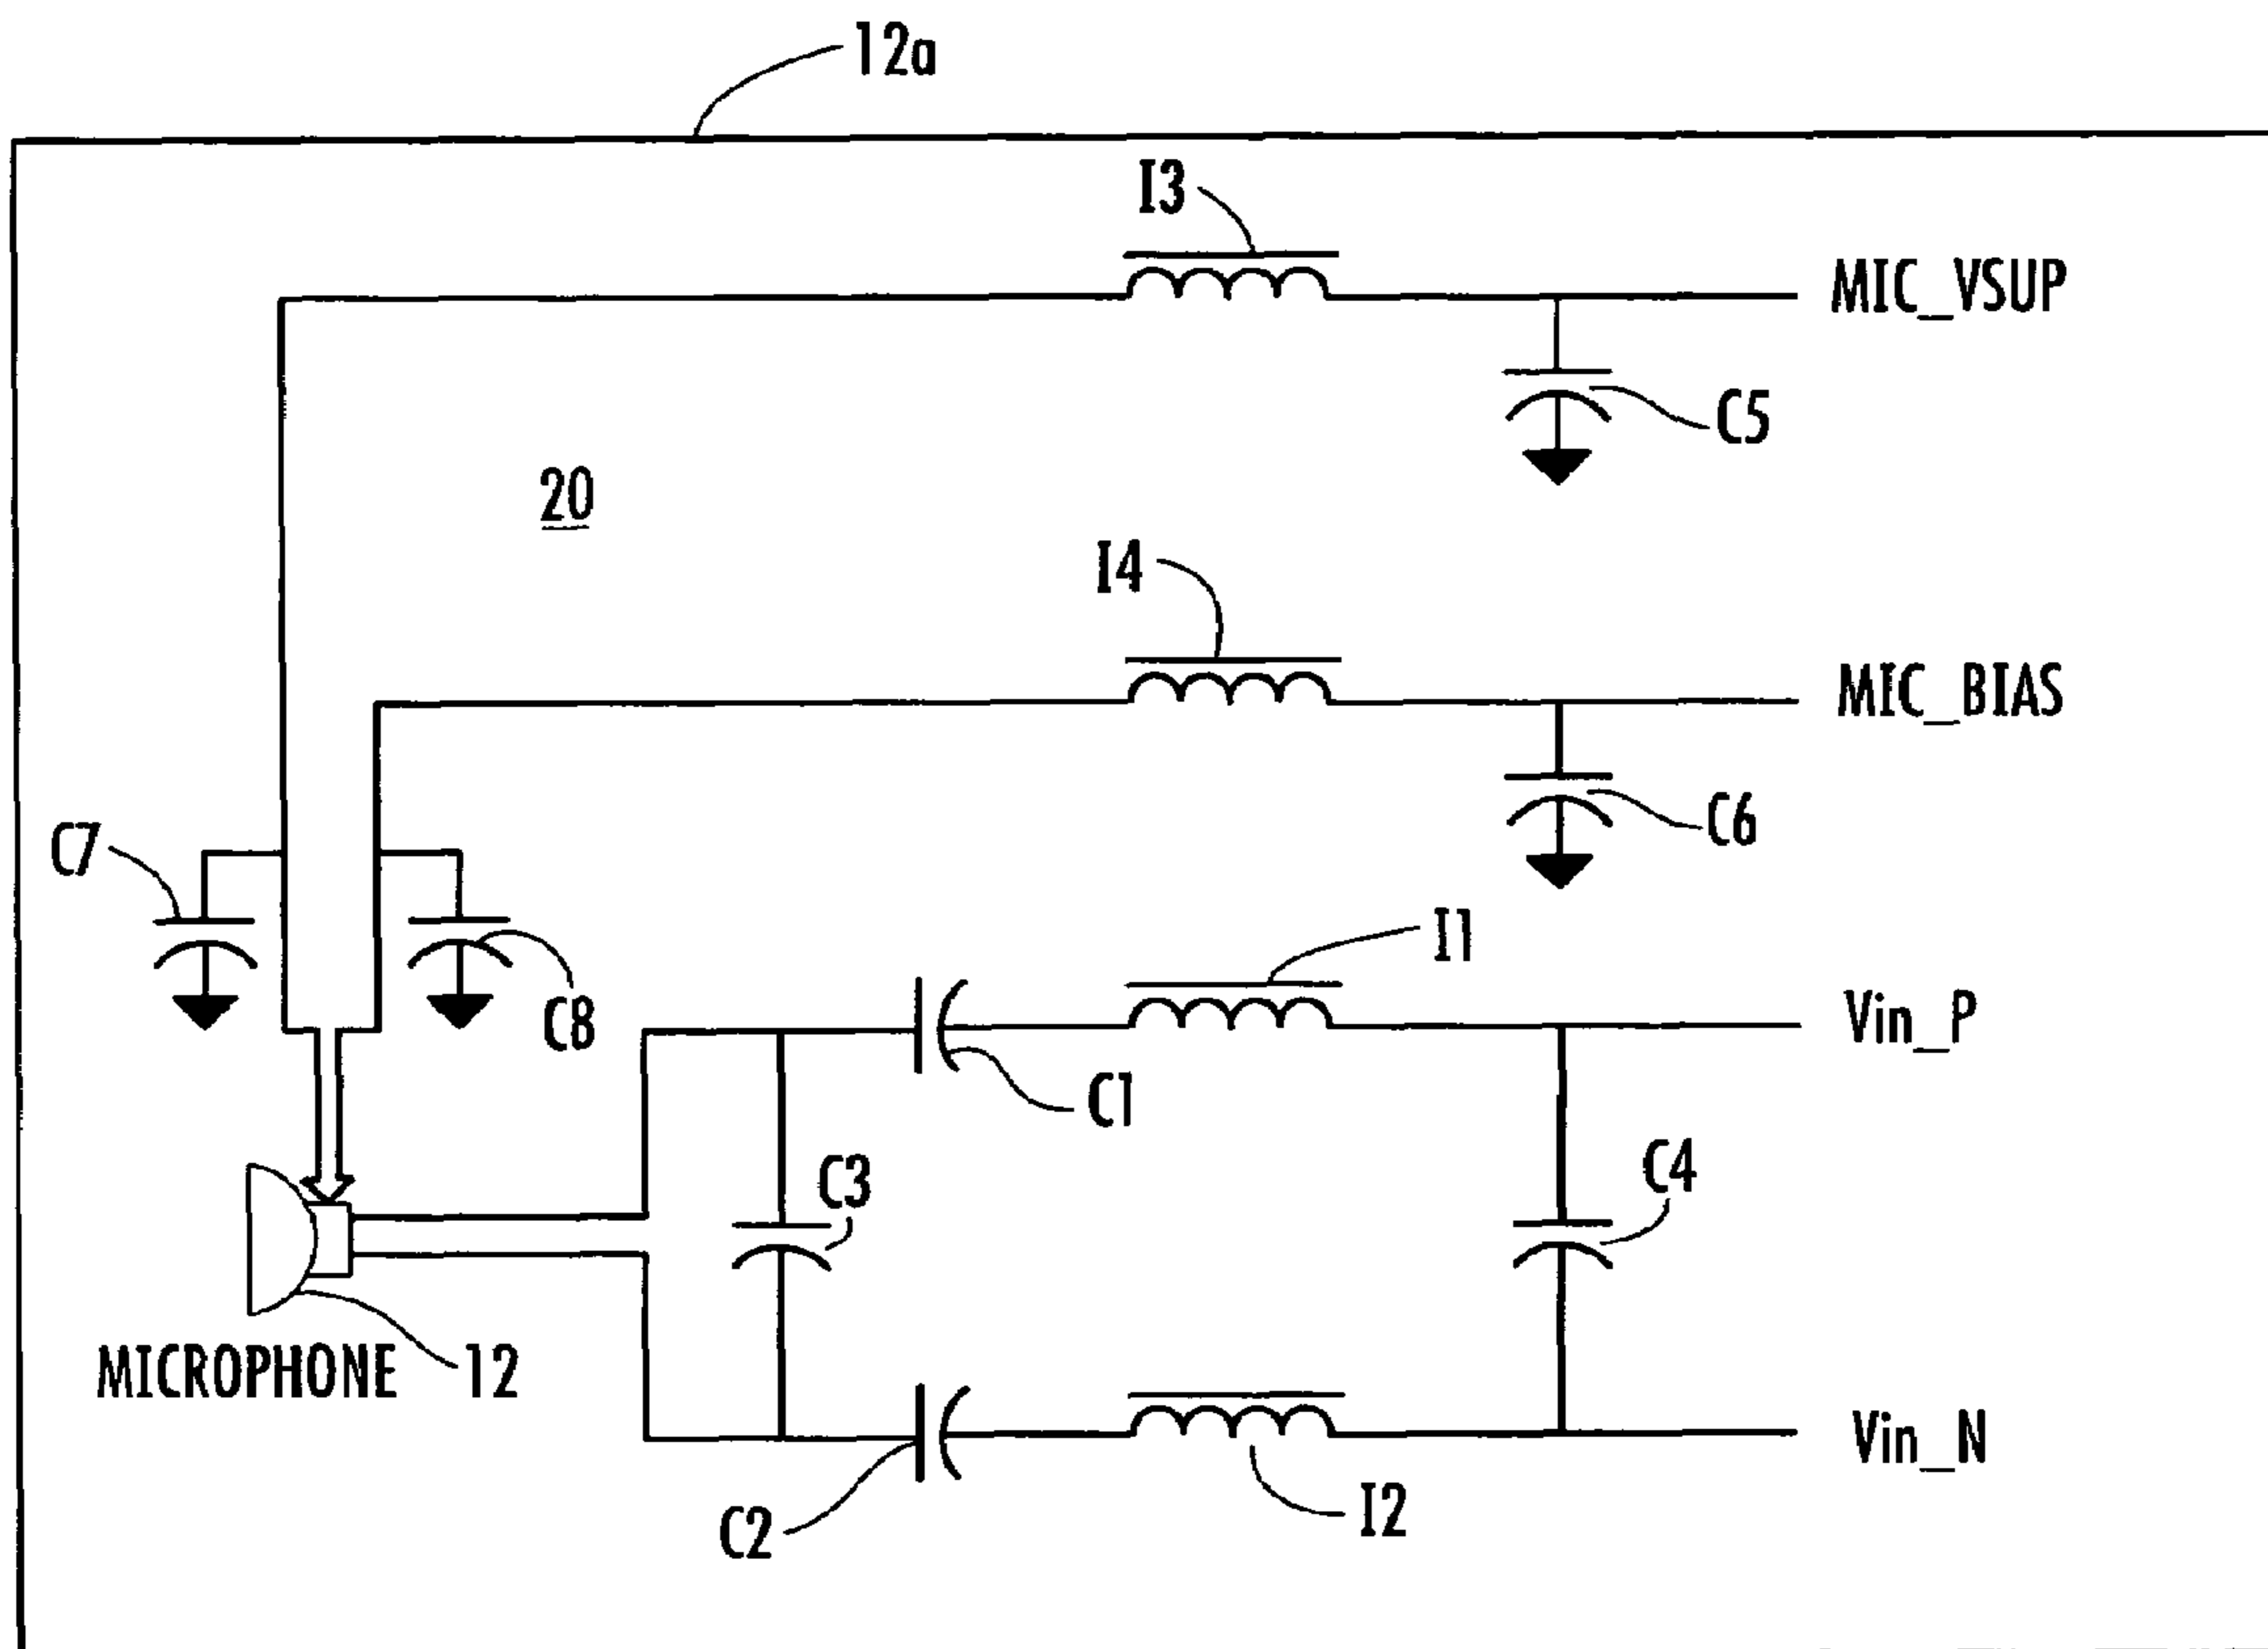 12a
I3
MIC_VSUP
C5
20
I4
MIC_BIAS
C6
C7
C8
I1
Vin_P
C1
C3
C4
MICROPHONE
12
Vin_N
C2
I2